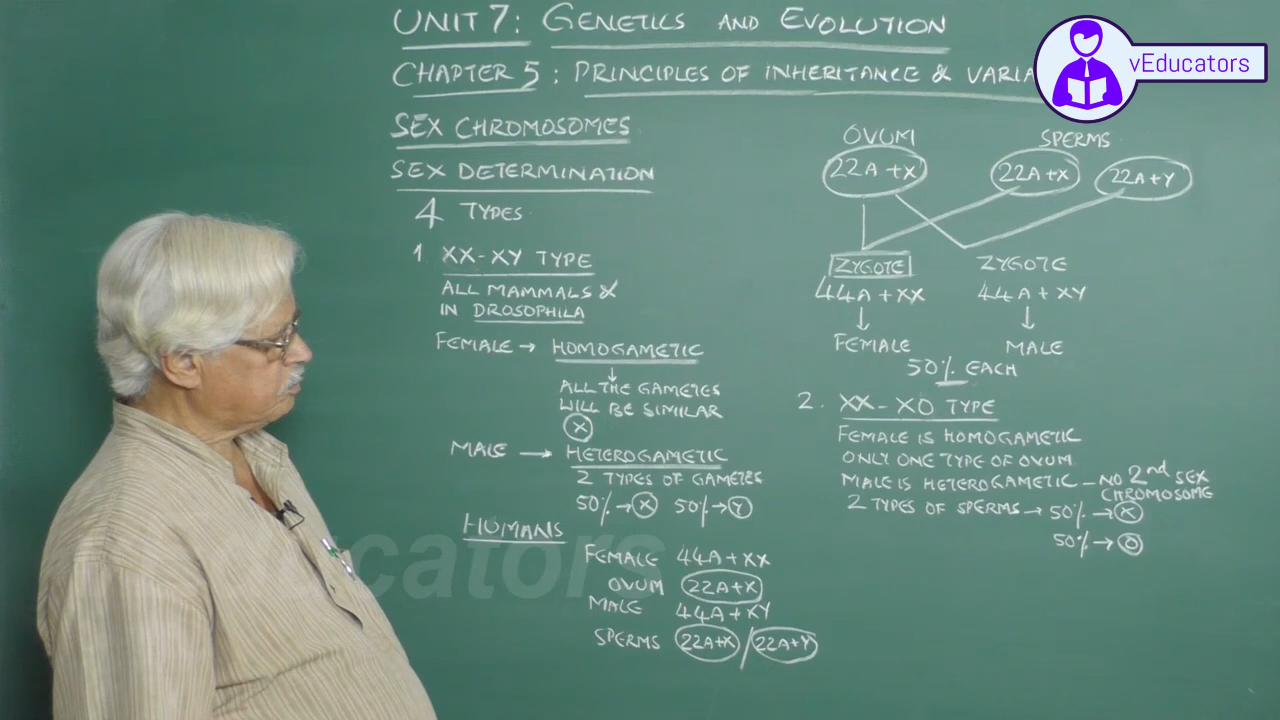 UNIT 7: GENETICS AND EVOLUTION
CHAPTER 5 : PRINCIPLES OF INHERITANCE & VARIA
vEducators
SEX CHROMOSOMES
SEX DETERMINATION
4 TYPES
1. XX-XY TYPE
ALL MAMMALS &
IN DROSOPHILA
FEMALE → HOMOGAMETIC
↓
ALL THE GAMETES
WILL BE SIMILAR
X
MALE → HETEROGAMETIC
2 TYPES OF GAMETES
50% → X 50% → Y
HUMANS
FEMALE 44A+XX
OVUM 22A+X
MALE 44A+XY
SPERMS 22A+X / 22A+Y
OVUM SPERMS
22A+X 22A+X 22A+Y
ZYGOTE ZYGOTE
44A+XX 44A+XY
↓ ↓
FEMALE MALE
50% EACH
2. XX-XO TYPE
FEMALE IS HOMOGAMETIC
ONLY ONE TYPE OF OVUM
MALE IS HETEROGAMETIC - NO 2nd SEX
CHROMOSOME
2 TYPES OF SPERMS → 50% → X
50% → O
ducators